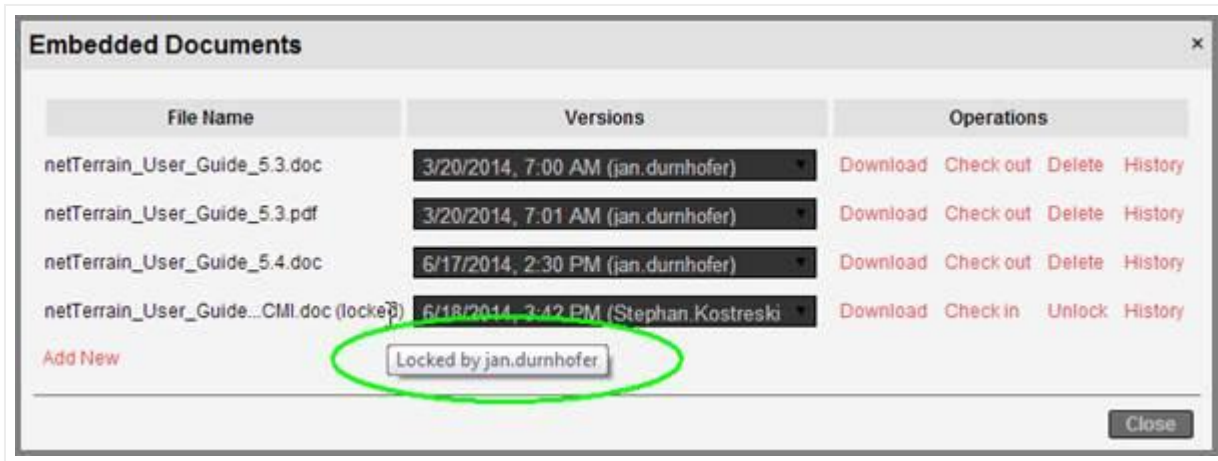 Embedded Documents ×
File Name Versions Operations
netTerrain_User_Guide_5.3.doc 3/20/2014, 7:00 AM (jan.durnhofer) Download Check out Delete History
netTerrain_User_Guide_5.3.pdf 3/20/2014, 7:01 AM (jan.durnhofer) Download Check out Delete History
netTerrain_User_Guide_5.4.doc 6/17/2014, 2:30 PM (jan.durnhofer) Download Check out Delete History
netTerrain_User_Guide...CMI.doc (locked) 6/18/2014, 3:42 PM (Stephan.Kostreski Download Check in Unlock History
Add New Locked by jan.durnhofer
Close